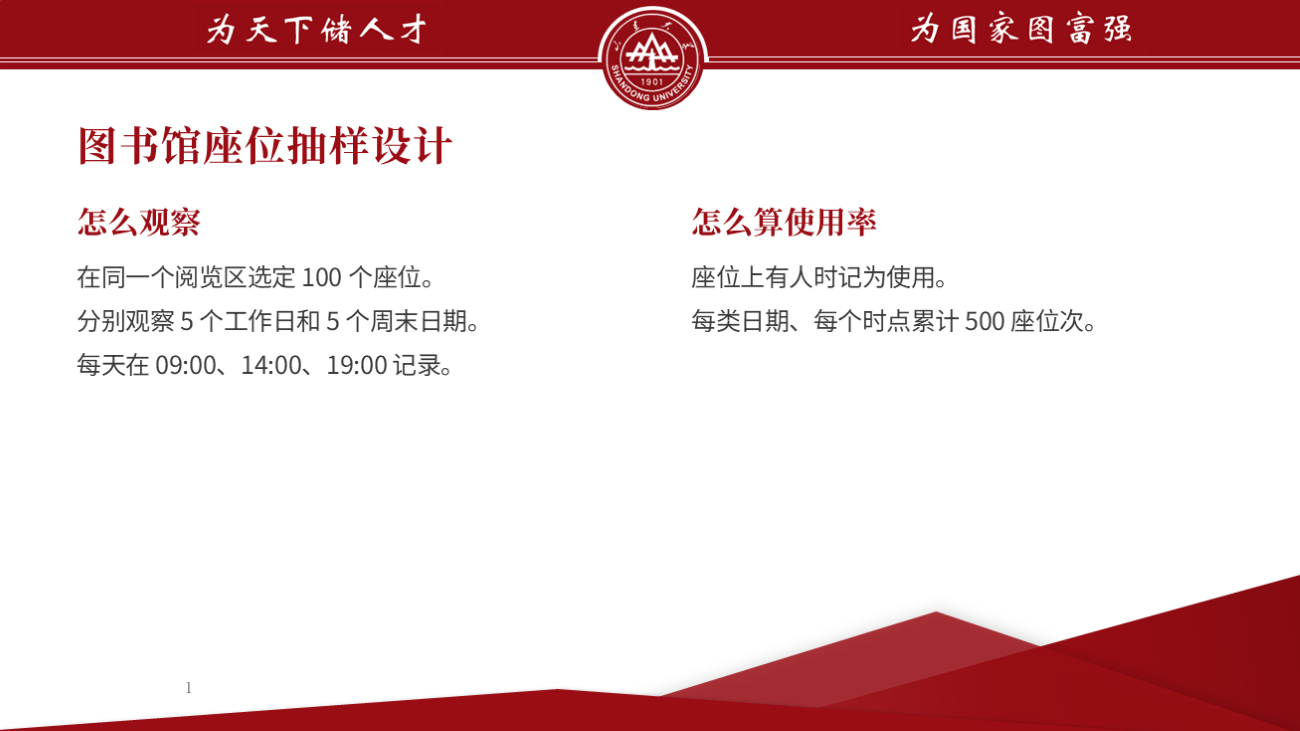 为天下储人才
为国家图富强
山东大学
1901
SHANDONG UNIVERSITY
图书馆座位抽样设计
怎么观察
在同一个阅览区选定 100 个座位。
分别观察 5 个工作日和 5 个周末日期。
每天在 09:00、14:00、19:00 记录。
怎么算使用率
座位上有人时记为使用。
每类日期、每个时点累计 500 座位次。
1